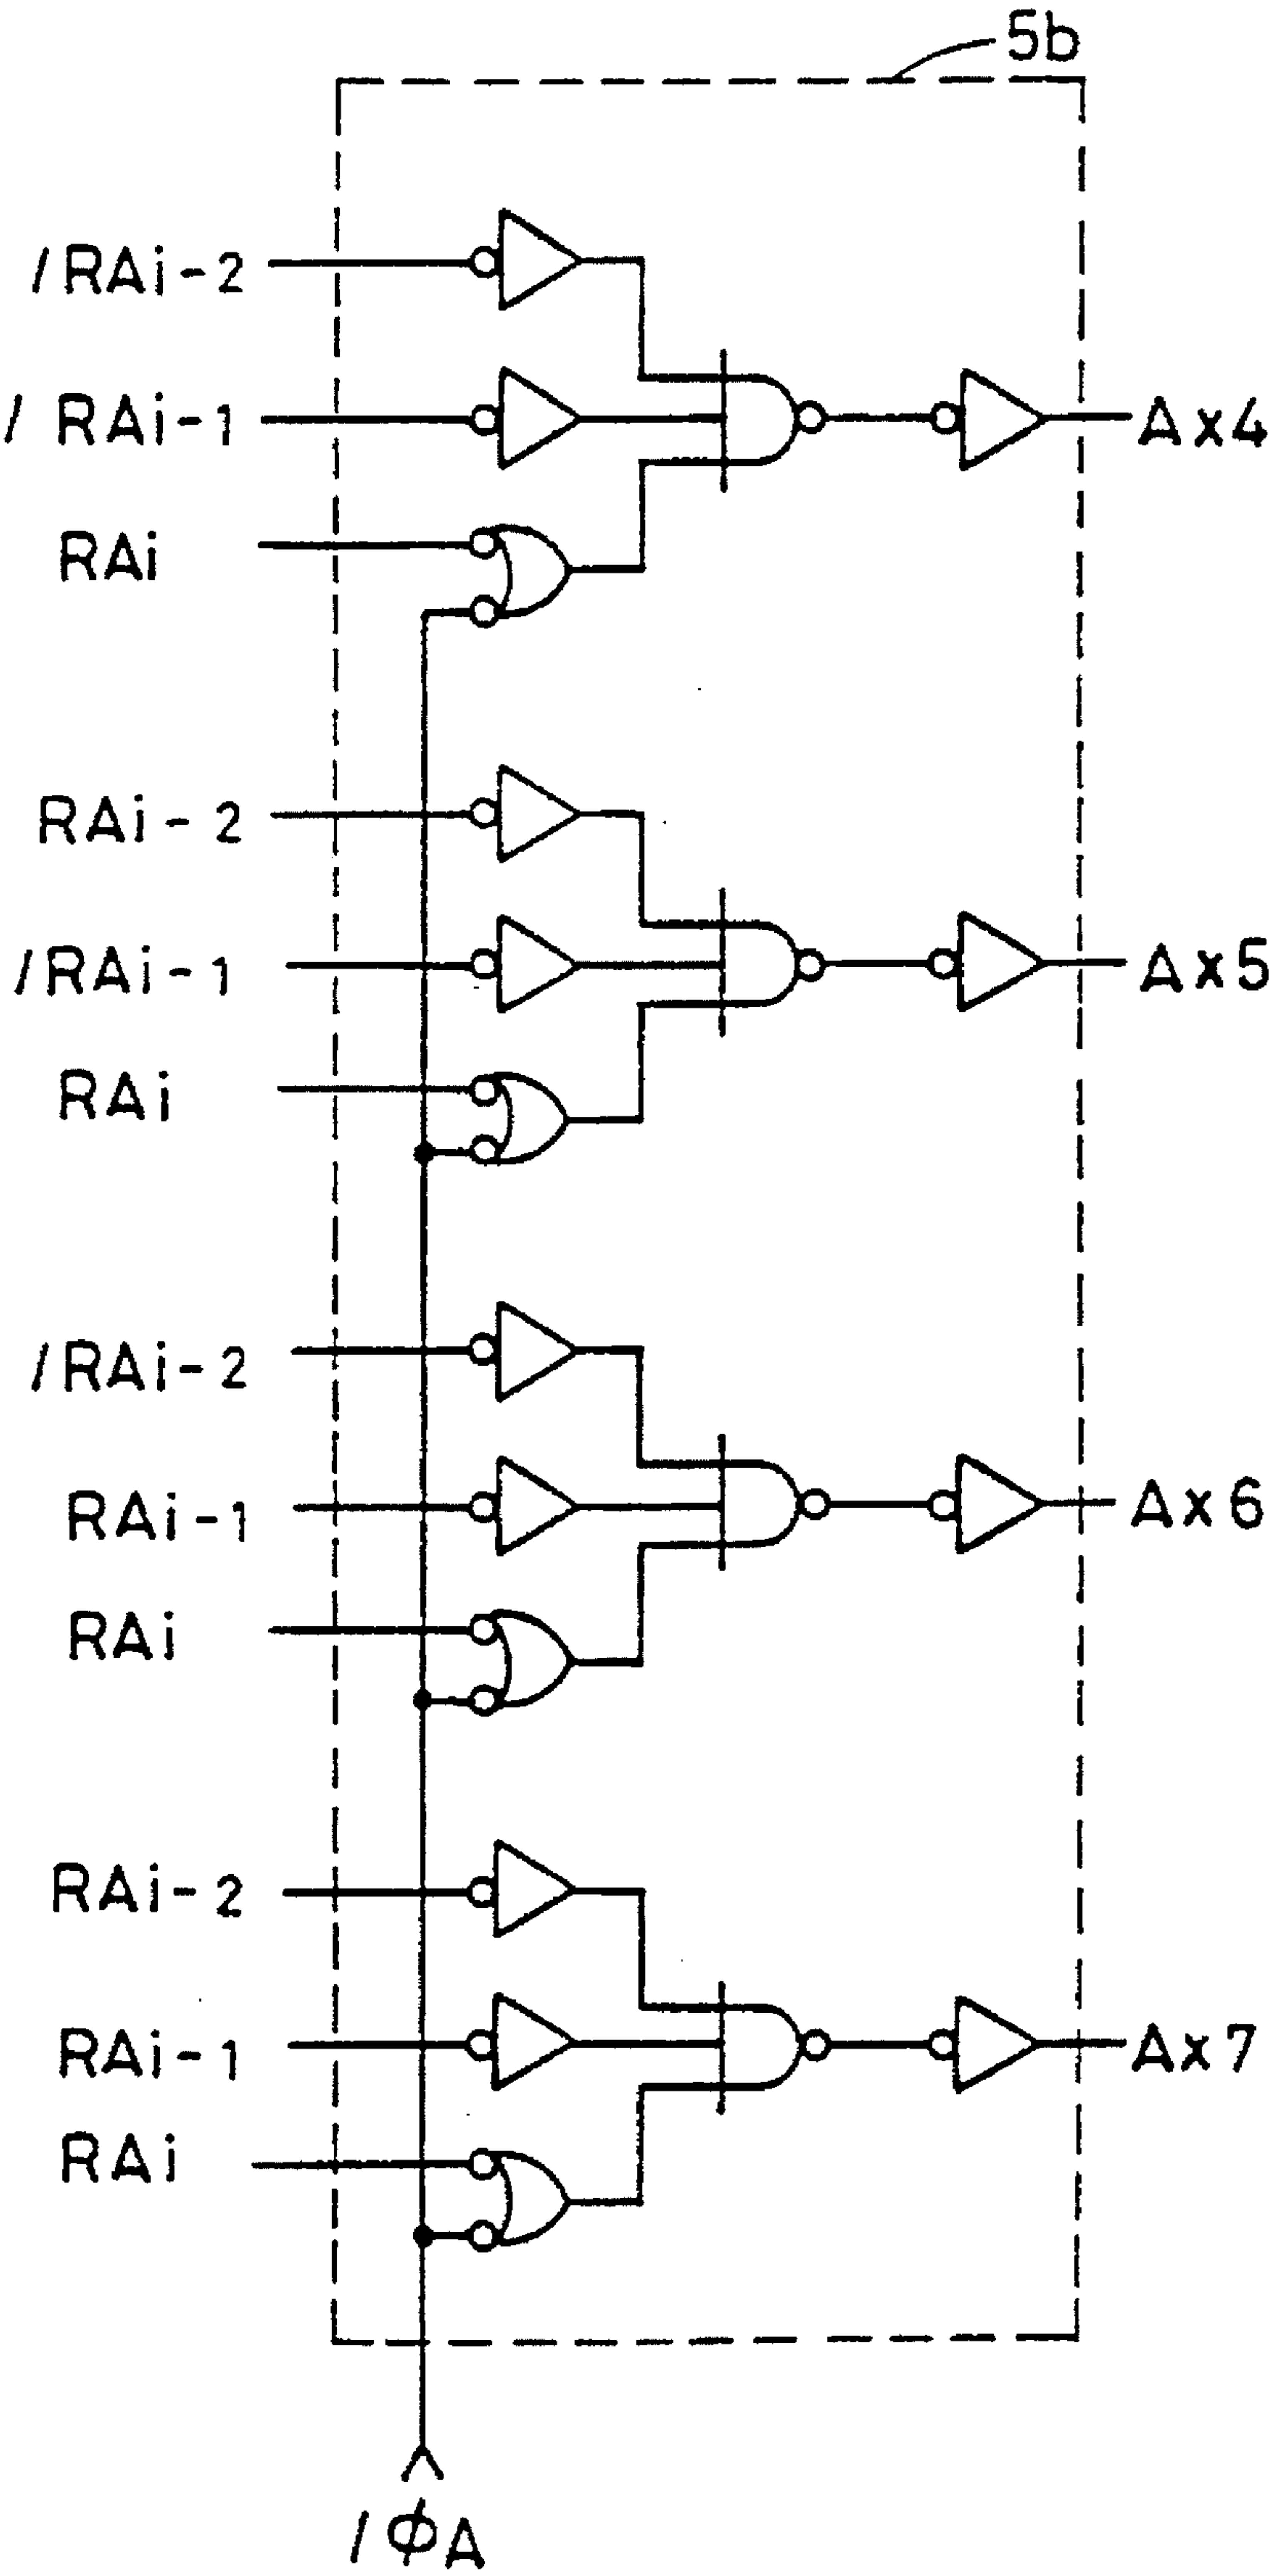 5b
/RAi-2
/RAi-1
RAi
Ax4
RAi-2
/RAi-1
RAi
Ax5
/RAi-2
RAi-1
RAi
Ax6
RAi-2
RAi-1
RAi
Ax7
/ϕA